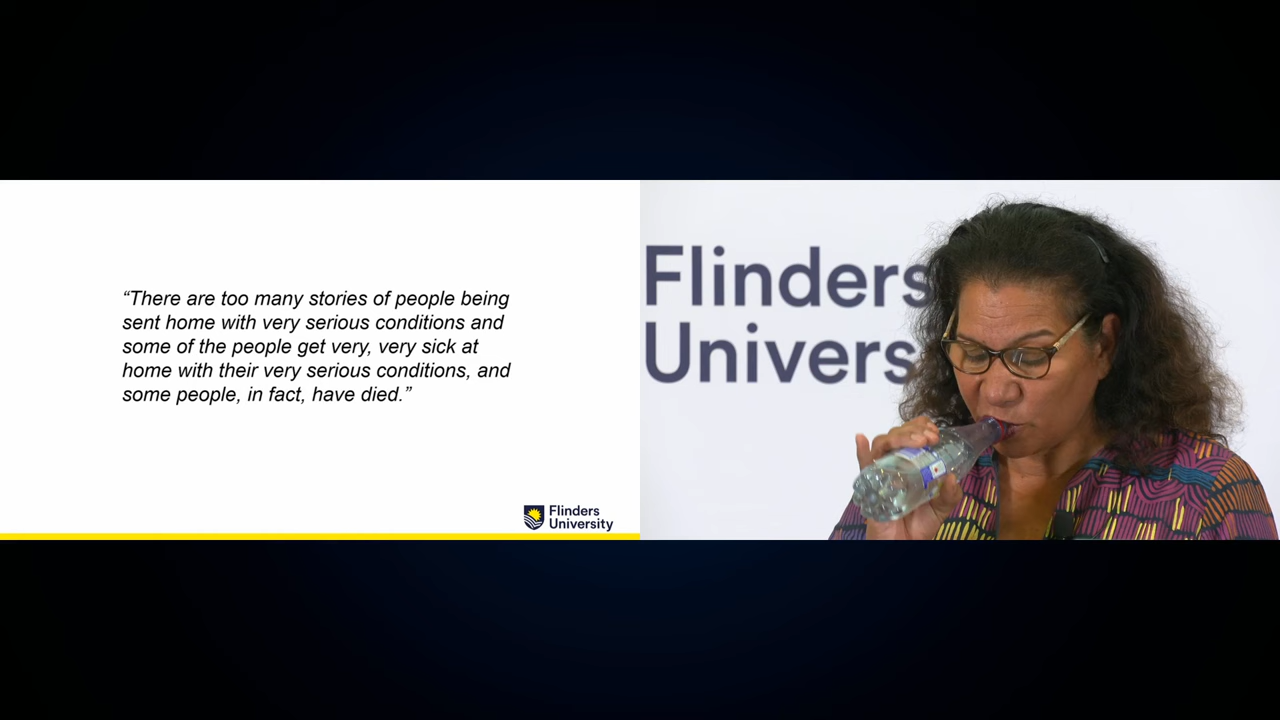 “There are too many stories of people being
sent home with very serious conditions and
some of the people get very, very sick at
home with their very serious conditions, and
some people, in fact, have died.”
Flinders
University
Flinders
Univers